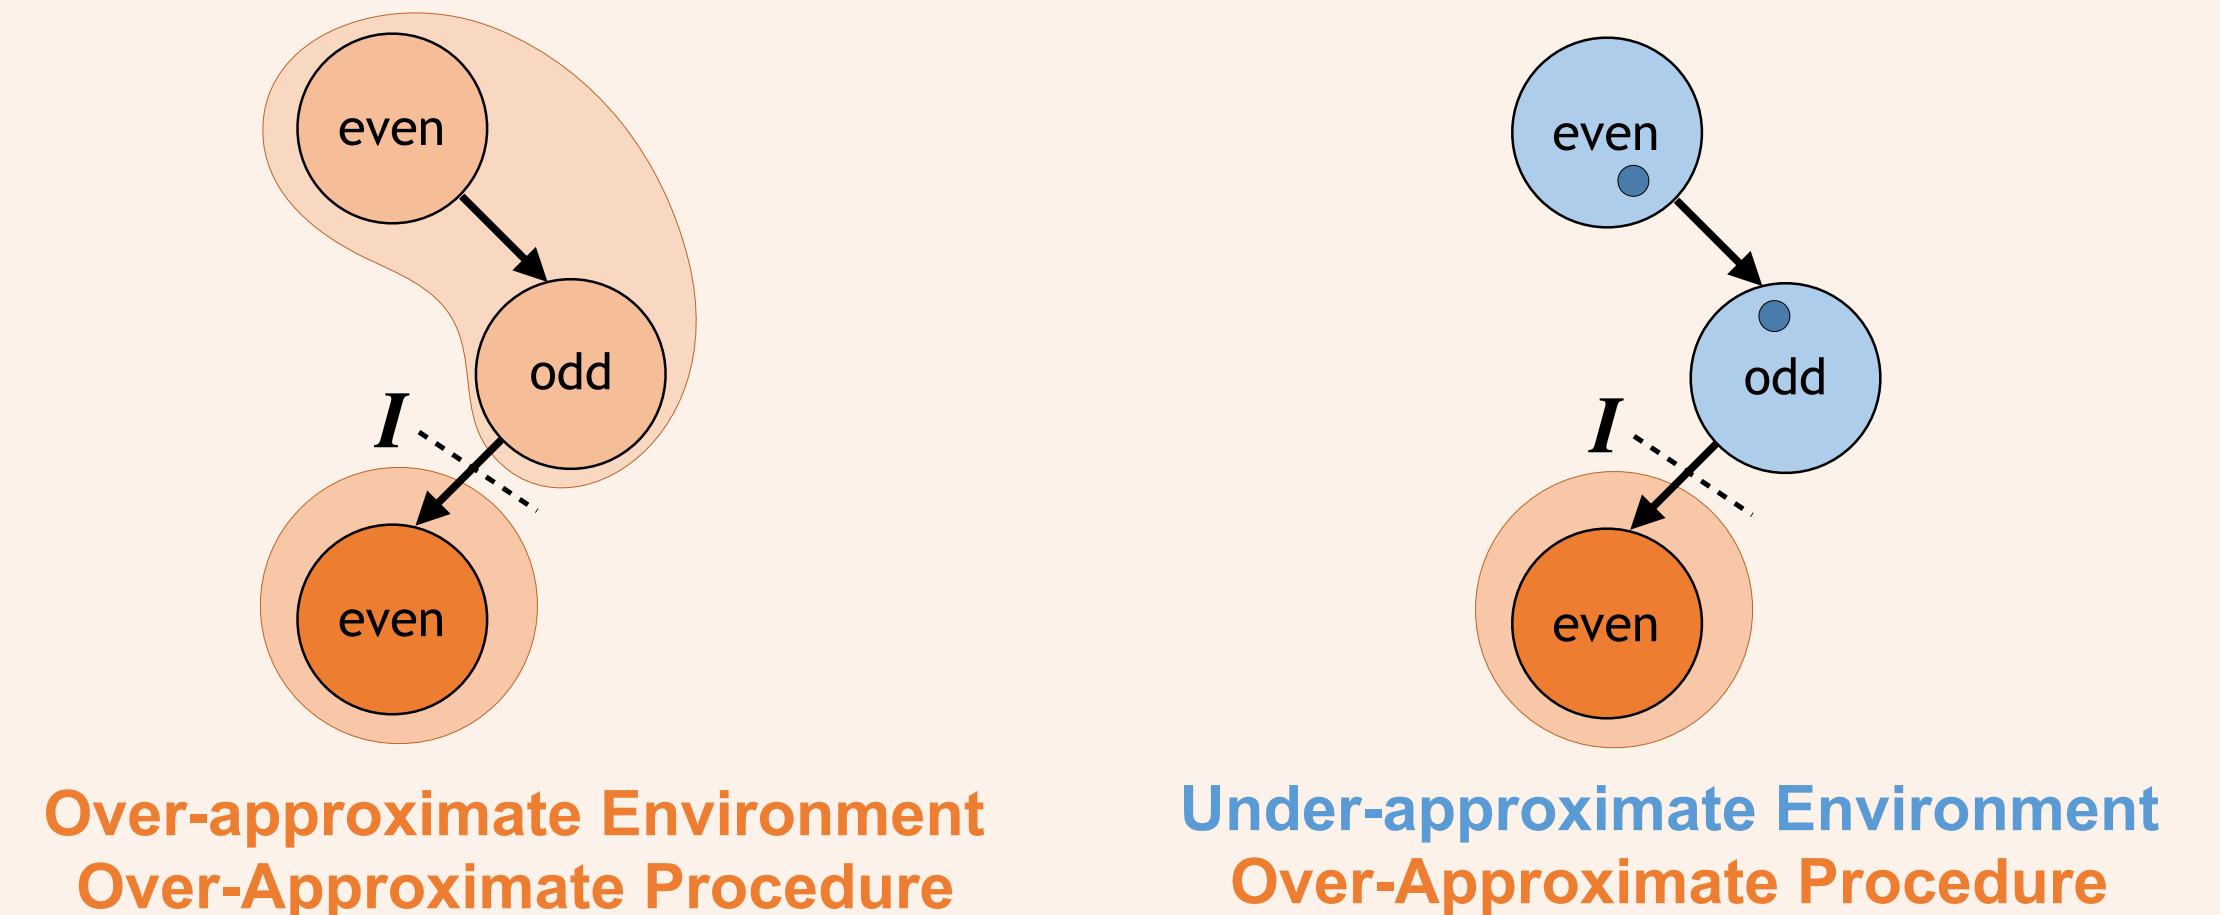 even
odd
I
even
Over-approximate Environment
Over-Approximate Procedure
even
odd
I
even
Under-approximate Environment
Over-Approximate Procedure